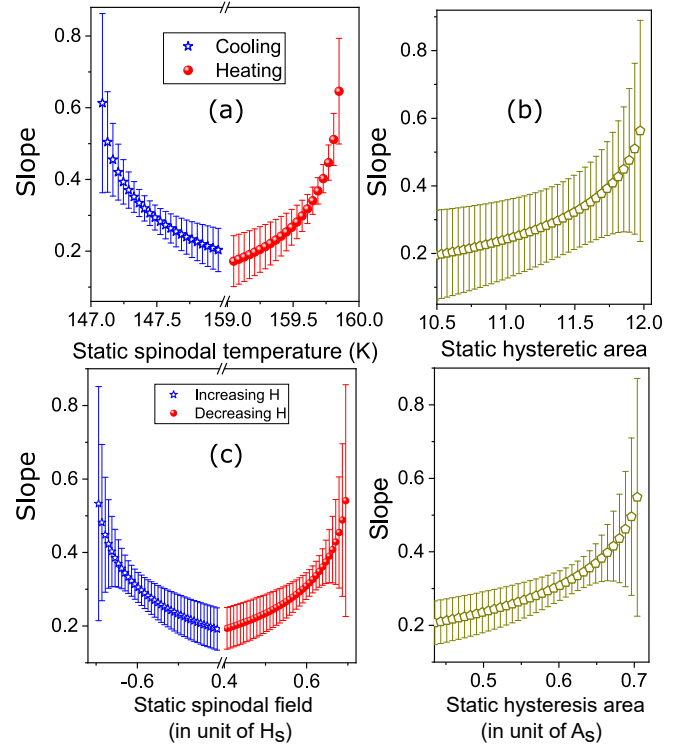 Slope
0.8
0.6
0.4
0.2
Cooling
Heating
(a)
147.0 147.5 159.0 159.5 160.0
Static spinodal temperature (K)
Slope
0.8
0.6
0.4
0.2
(b)
10.5 11.0 11.5 12.0
Static hysteretic area
Slope
0.8
0.6
0.4
0.2
Increasing H
Decreasing H
(c)
-0.6 0.4 0.6
Static spinodal field
(in unit of HS)
Slope
0.8
0.6
0.4
0.2
0.5 0.6 0.7
Static hysteresis area
(in unit of AS)